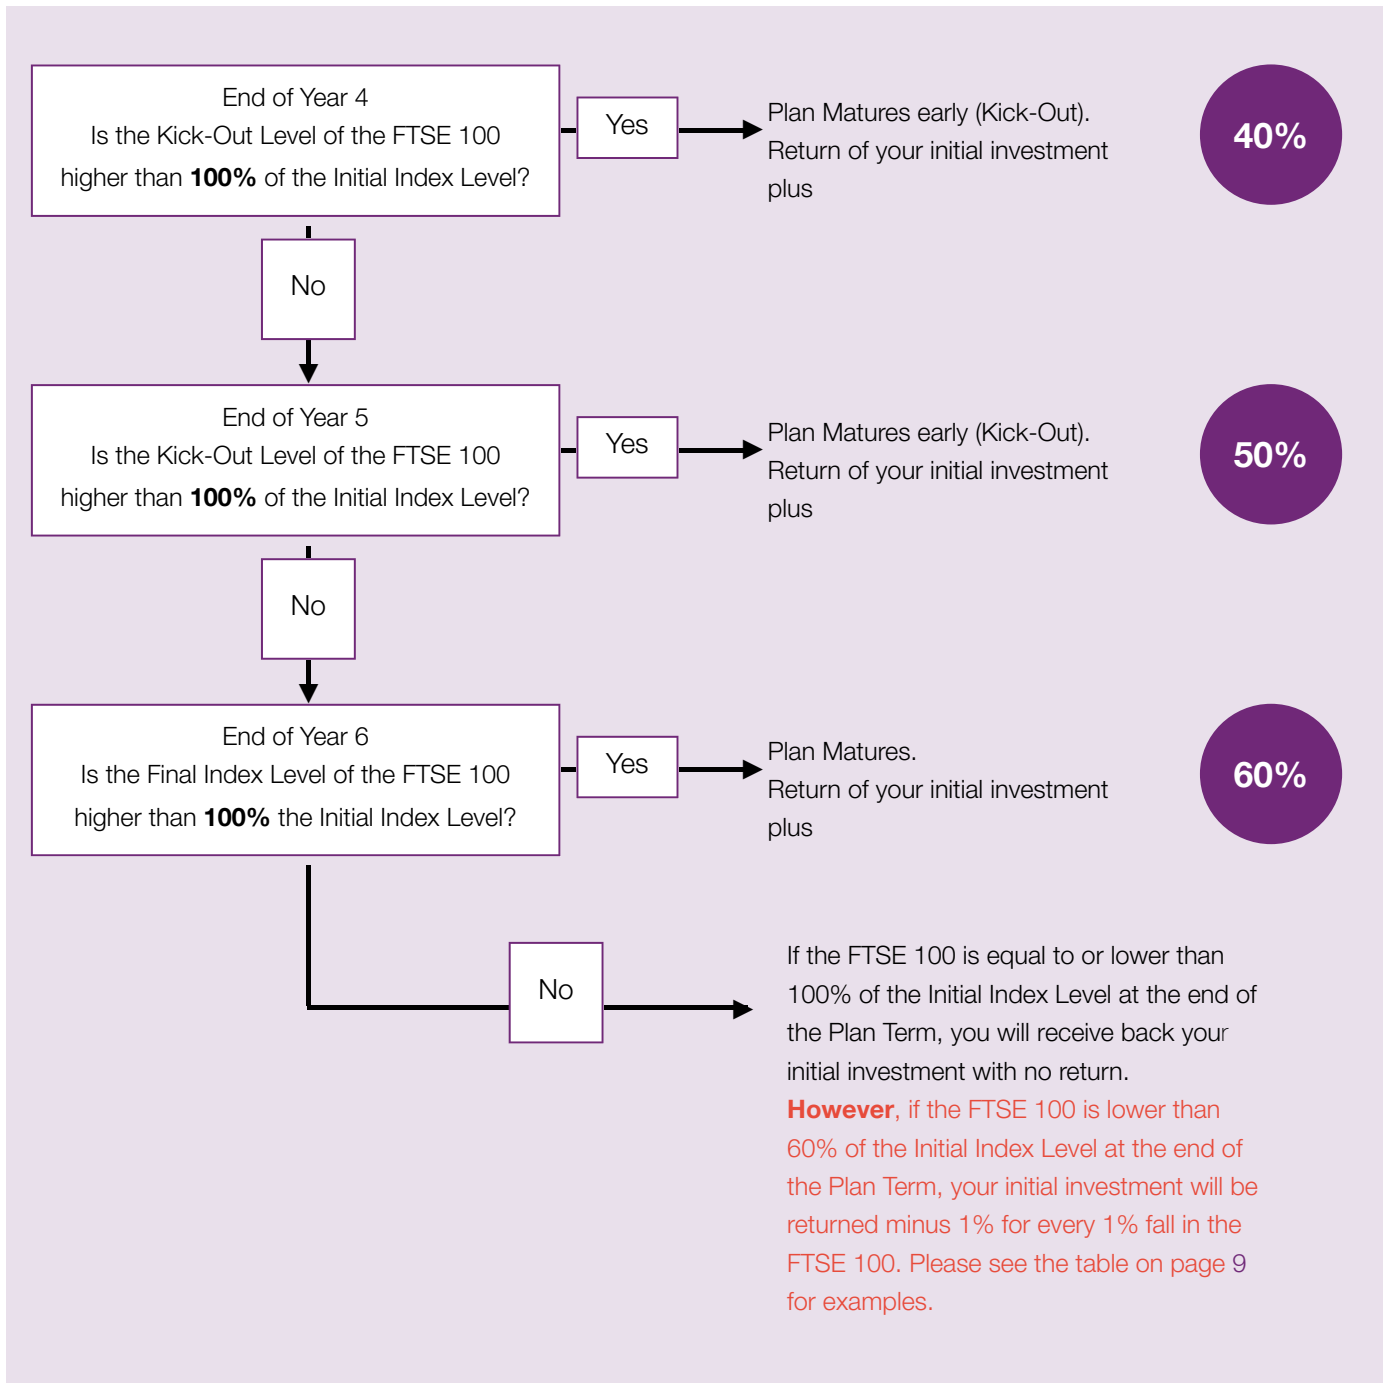 End of Year 4
Is the Kick-Out Level of the FTSE 100
higher than 100% of the Initial Index Level?
Yes
Plan Matures early (Kick-Out).
Return of your initial investment
plus
40%
No
End of Year 5
Is the Kick-Out Level of the FTSE 100
higher than 100% of the Initial Index Level?
Yes
Plan Matures early (Kick-Out).
Return of your initial investment
plus
50%
No
End of Year 6
Is the Final Index Level of the FTSE 100
higher than 100% the Initial Index Level?
Yes
Plan Matures.
Return of your initial investment
plus
60%
No
If the FTSE 100 is equal to or lower than
100% of the Initial Index Level at the end of
the Plan Term, you will receive back your
initial investment with no return.
However, if the FTSE 100 is lower than
60% of the Initial Index Level at the end of
the Plan Term, your initial investment will be
returned minus 1% for every 1% fall in the
FTSE 100. Please see the table on page 9
for examples.